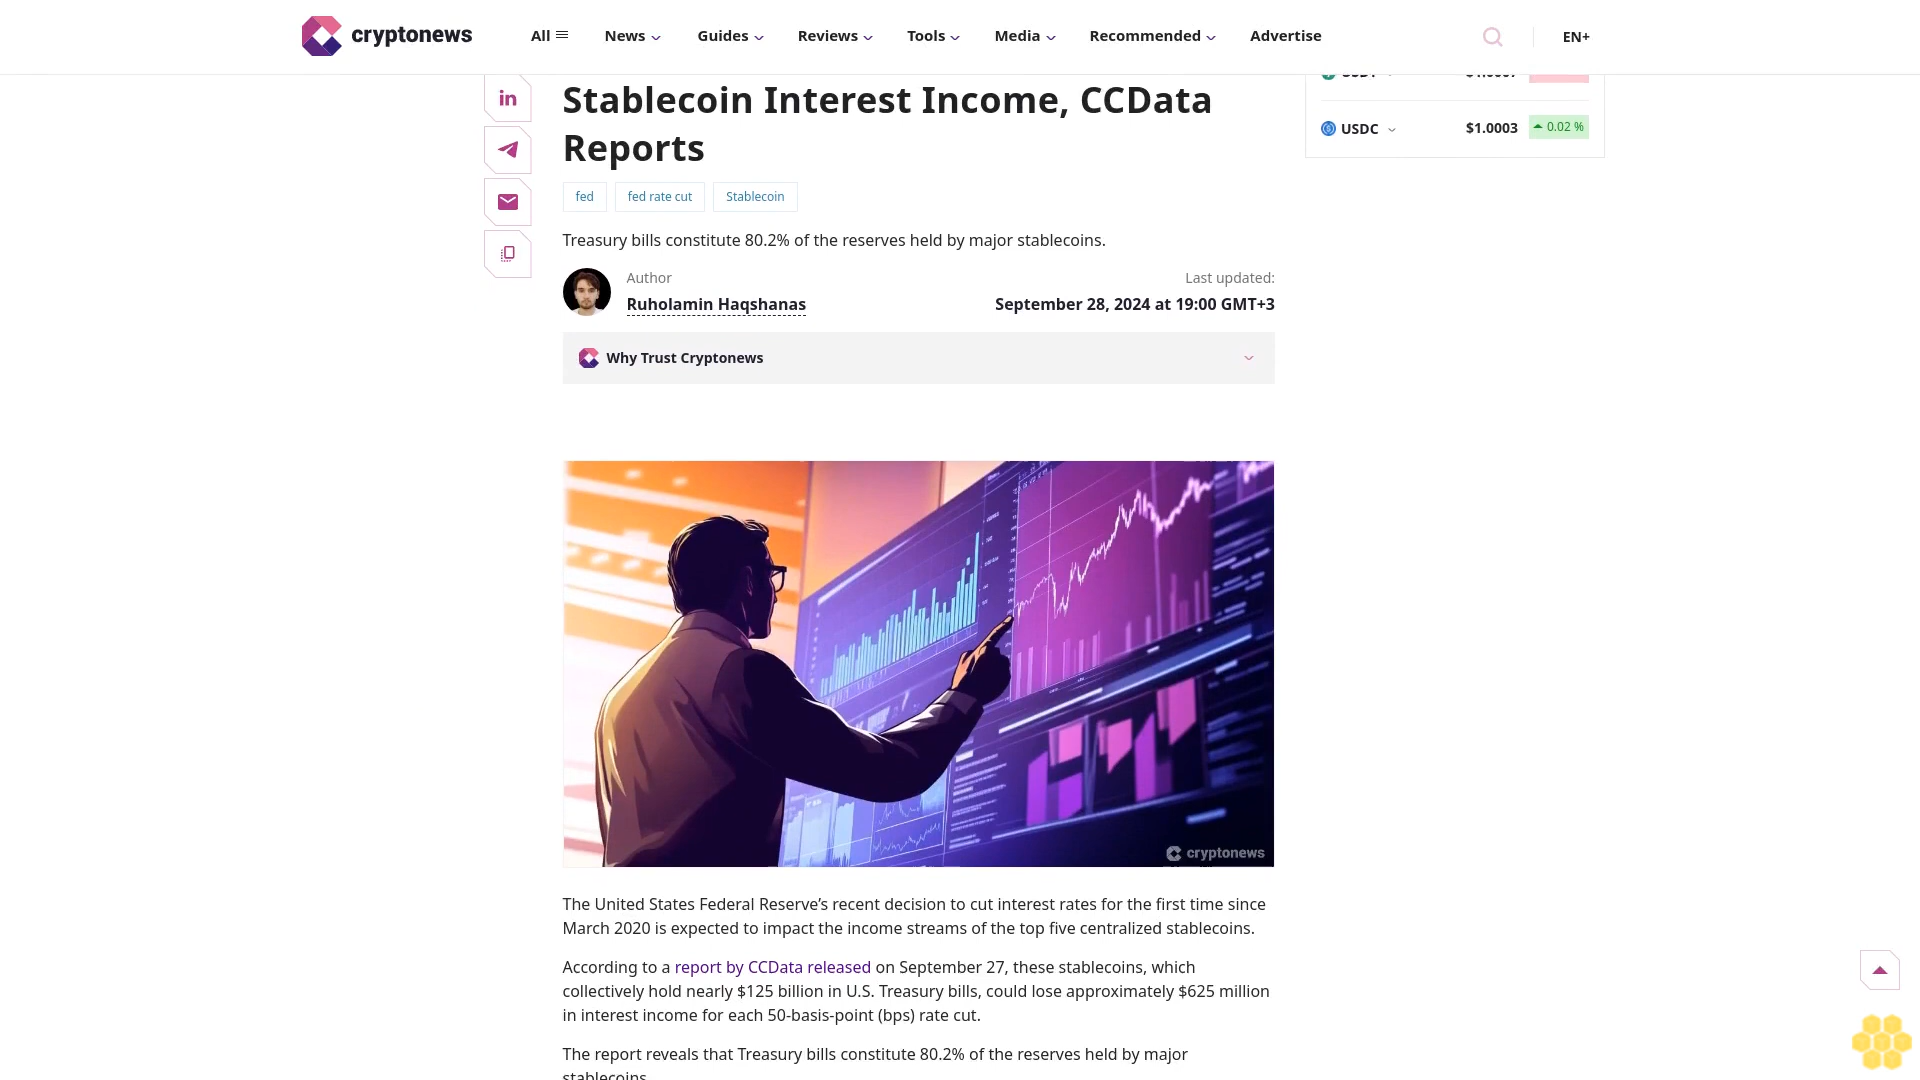 cryptonews
All
News
Guides
Reviews
Tools
Media
Recommended
Advertise
EN+
Stablecoin Interest Income, CCData
Reports
USDC $1.0003 0.02 %
fed
fed rate cut
Stablecoin
Treasury bills constitute 80.2% of the reserves held by major stablecoins.
Author
Ruholamin Haqshanas
Last updated:
September 28, 2024 at 19:00 GMT+3
Why Trust Cryptonews
cryptonews
The United States Federal Reserve’s recent decision to cut interest rates for the first time since
March 2020 is expected to impact the income streams of the top five centralized stablecoins.
According to a report by CCData released on September 27, these stablecoins, which
collectively hold nearly $125 billion in U.S. Treasury bills, could lose approximately $625 million
in interest income for each 50-basis-point (bps) rate cut.
The report reveals that Treasury bills constitute 80.2% of the reserves held by major
stablecoins.